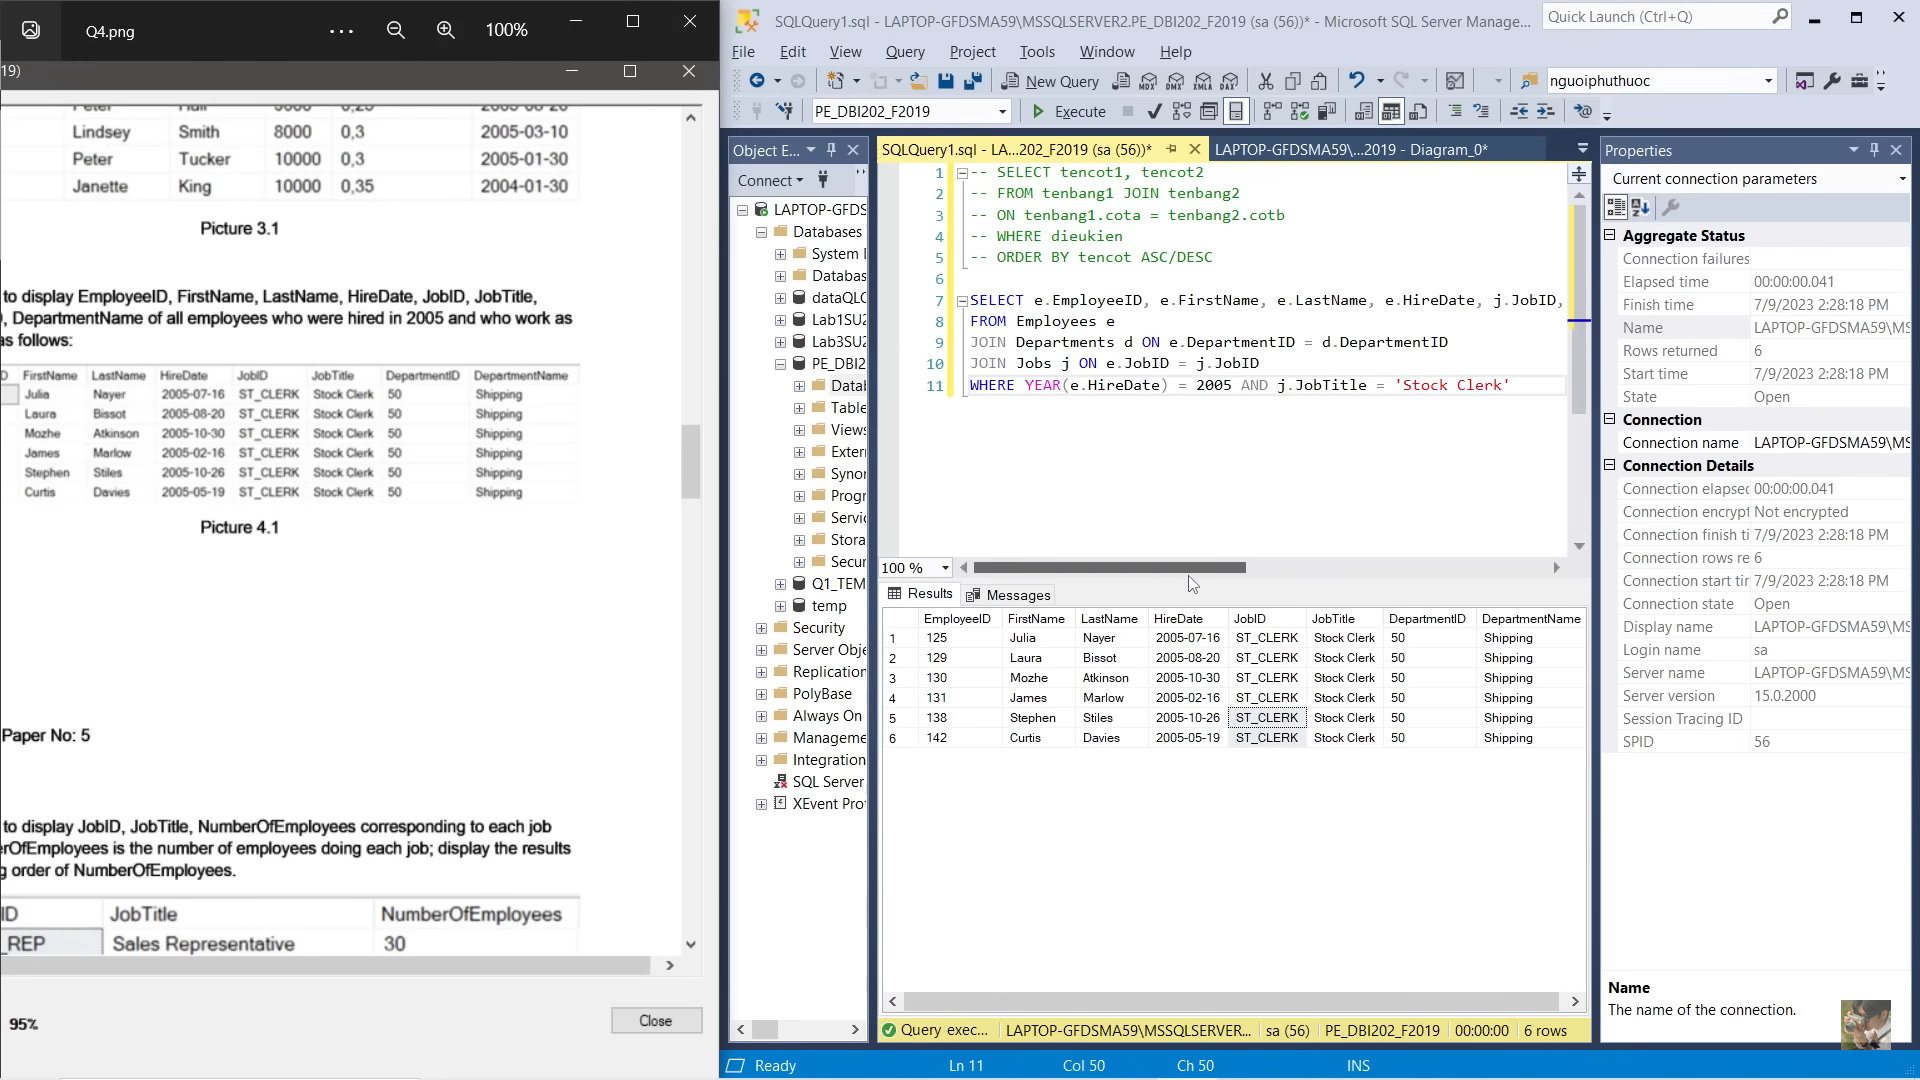 Q4.png
100%
19)
Lindsey Smith 8000 0,3 2005-03-10
Peter Tucker 10000 0,3 2005-01-30
Janette King 10000 0,35 2004-01-30
Picture 3.1
to display EmployeeID, FirstName, LastName, HireDate, JobID, JobTitle,
, DepartmentName of all employees who were hired in 2005 and who work as
as follows:
FirstName LastName HireDate JobID JobTitle DepartmentID DepartmentName
Julia Nayer 2005-07-16 ST_CLERK Stock Clerk 50 Shipping
Laura Bissot 2005-08-20 ST_CLERK Stock Clerk 50 Shipping
Mozhe Atkinson 2005-10-30 ST_CLERK Stock Clerk 50 Shipping
James Marlow 2005-02-16 ST_CLERK Stock Clerk 50 Shipping
Stephen Stiles 2005-10-26 ST_CLERK Stock Clerk 50 Shipping
Curtis Davies 2005-05-19 ST_CLERK Stock Clerk 50 Shipping
Picture 4.1
Paper No: 5
to display JobID, JobTitle, NumberOfEmployees corresponding to each job
erOfEmployees is the number of employees doing each job; display the results
g order of NumberOfEmployees.
ID JobTitle NumberOfEmployees
_REP Sales Representative 30
95%
Close
SQLQuery1.sql - LAPTOP-GFDSMA59\MSSQLSERVER2.PE_DBI202_F2019 (sa (56))* - Microsoft SQL Server Manage...
Quick Launch (Ctrl+Q)
File Edit View Query Project Tools Window Help
New Query
MDX DMX XMLA DAX
nguoiphuthuoc
PE_DBI202_F2019
Execute
Object E...
Connect
LAPTOP-GFDS
Databases
System I
Databas
dataQLC
Lab1SU2
Lab3SU2
PE_DBI2
Datal
Table
Views
Exter
Synor
Progr
Servic
Stora
Secur
Q1_TEM
temp
Security
Server Obje
Replication
PolyBase
Always On
Manageme
Integration
SQL Server
XEvent Pro
SQLQuery1.sql - LA...202_F2019 (sa (56))*
LAPTOP-GFDSMA59\...2019 - Diagram_0*
1 -- SELECT tencot1, tencot2
2 -- FROM tenbang1 JOIN tenbang2
3 -- ON tenbang1.cota = tenbang2.cotb
4 -- WHERE dieukien
5 -- ORDER BY tencot ASC/DESC
6
7 SELECT e.EmployeeID, e.FirstName, e.LastName, e.HireDate, j.JobID,
8 FROM Employees e
9 JOIN Departments d ON e.DepartmentID = d.DepartmentID
10 JOIN Jobs j ON e.JobID = j.JobID
11 WHERE YEAR(e.HireDate) = 2005 AND j.JobTitle = 'Stock Clerk'
100 %
Results Messages
EmployeeID FirstName LastName HireDate JobID JobTitle DepartmentID DepartmentName
1 125 Julia Nayer 2005-07-16 ST_CLERK Stock Clerk 50 Shipping
2 129 Laura Bissot 2005-08-20 ST_CLERK Stock Clerk 50 Shipping
3 130 Mozhe Atkinson 2005-10-30 ST_CLERK Stock Clerk 50 Shipping
4 131 James Marlow 2005-02-16 ST_CLERK Stock Clerk 50 Shipping
5 138 Stephen Stiles 2005-10-26 ST_CLERK Stock Clerk 50 Shipping
6 142 Curtis Davies 2005-05-19 ST_CLERK Stock Clerk 50 Shipping
Query exec... LAPTOP-GFDSMA59\MSSQLSERVER... sa (56) PE_DBI202_F2019 00:00:00 6 rows
Properties
Current connection parameters
Aggregate Status
Connection failures
Elapsed time 00:00:00.041
Finish time 7/9/2023 2:28:18 PM
Name LAPTOP-GFDSMA59\MS
Rows returned 6
Start time 7/9/2023 2:28:18 PM
State Open
Connection
Connection name LAPTOP-GFDSMA59\MS
Connection Details
Connection elapsec 00:00:00.041
Connection encrypt Not encrypted
Connection finish ti 7/9/2023 2:28:18 PM
Connection rows re 6
Connection start tir 7/9/2023 2:28:18 PM
Connection state Open
Display name LAPTOP-GFDSMA59\MS
Login name sa
Server name LAPTOP-GFDSMA59\MS
Server version 15.0.2000
Session Tracing ID
SPID 56
Name
The name of the connection.
Ready Ln 11 Col 50 Ch 50 INS